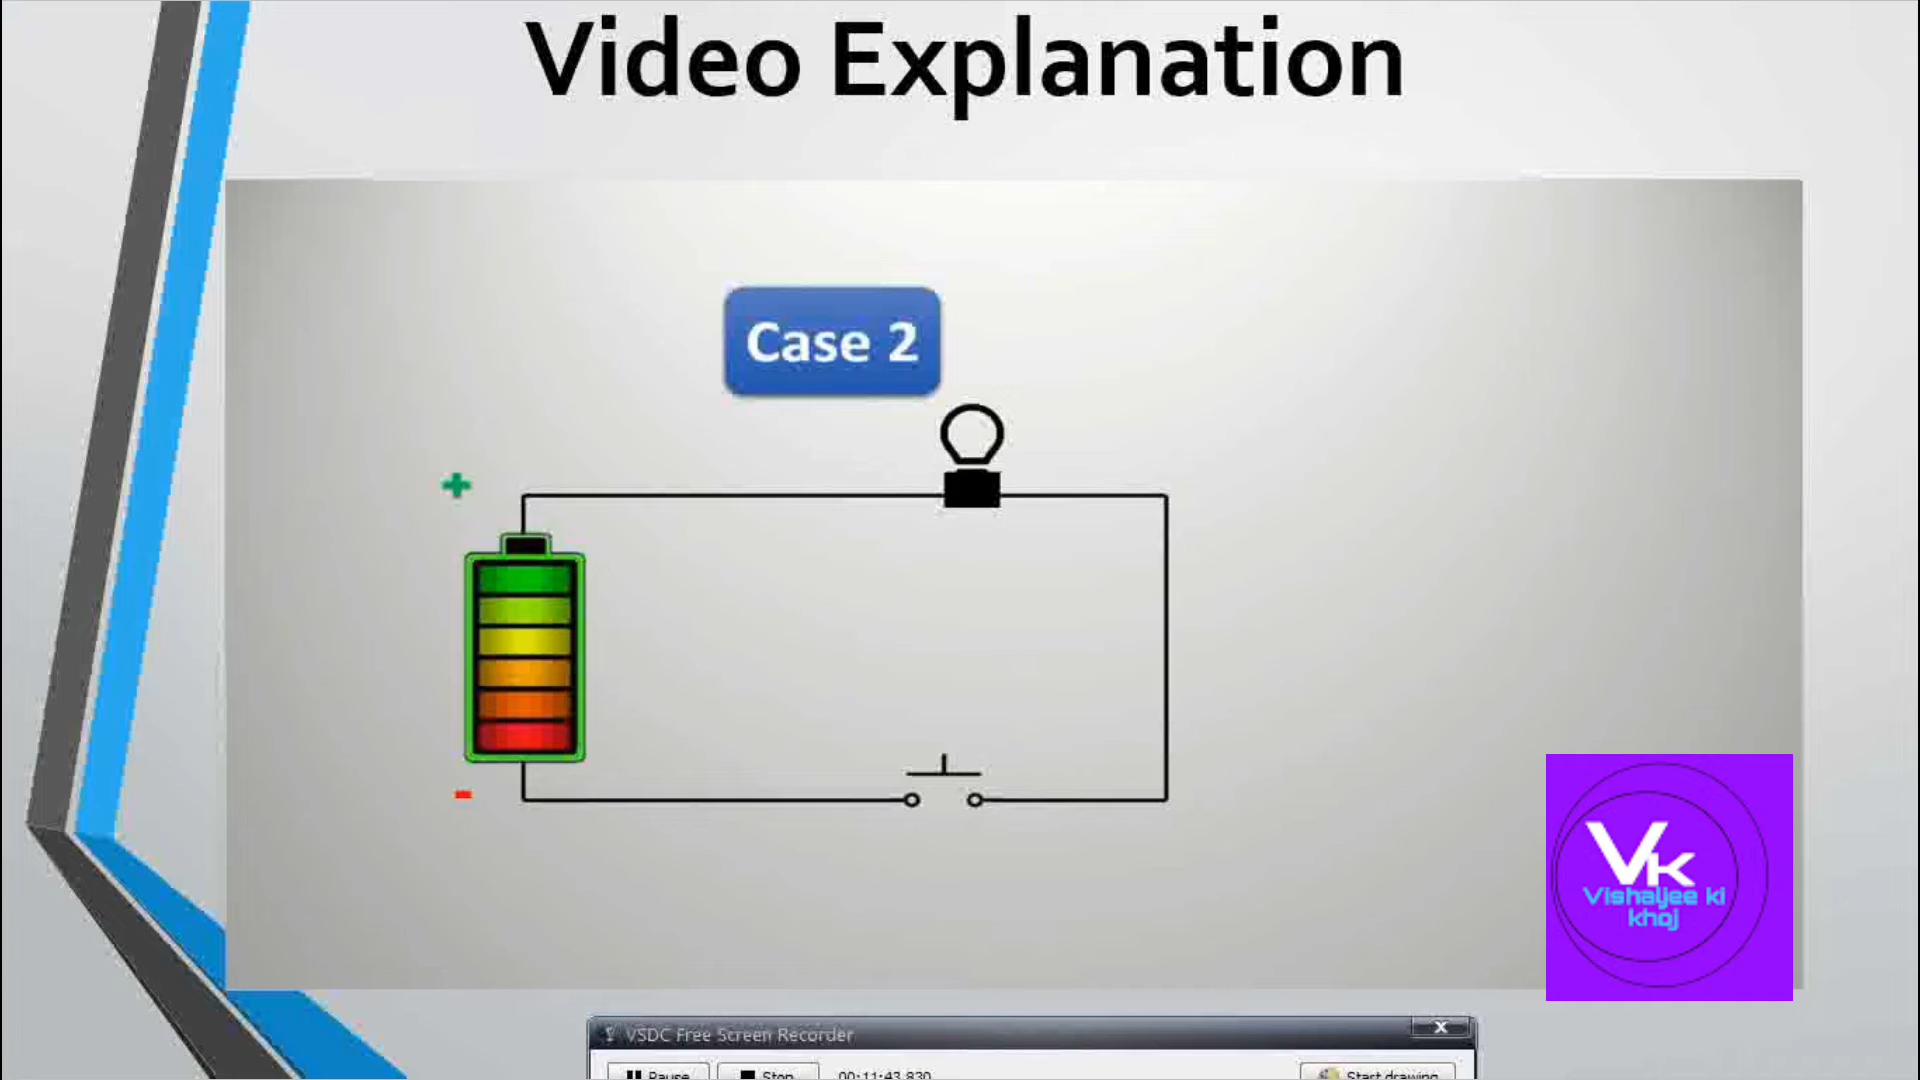 Video Explanation
Case 2
+
-
VK
Vishaljee ki
khoj
VSDC Free Screen Recorder
X
Pause
Stop
00:11:43.830
Start drawing